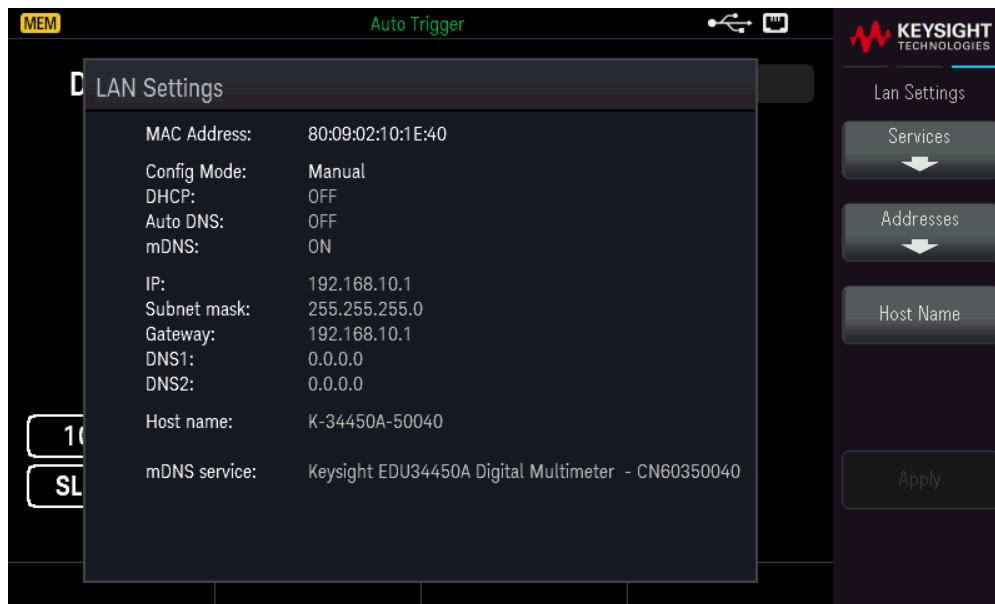 MEM
Auto Trigger
KEYSIGHT
TECHNOLOGIES
D
LAN Settings
Lan Settings
MAC Address: 80:09:02:10:1E:40
Services
Config Mode: Manual
DHCP: OFF
Auto DNS: OFF
Addresses
mDNS: ON
IP: 192.168.10.1
Subnet mask: 255.255.255.0
Host Name
Gateway: 192.168.10.1
DNS1: 0.0.0.0
DNS2: 0.0.0.0
Host name: K-34450A-50040
10
mDNS service: Keysight EDU34450A Digital Multimeter - CN60350040
Apply
SL